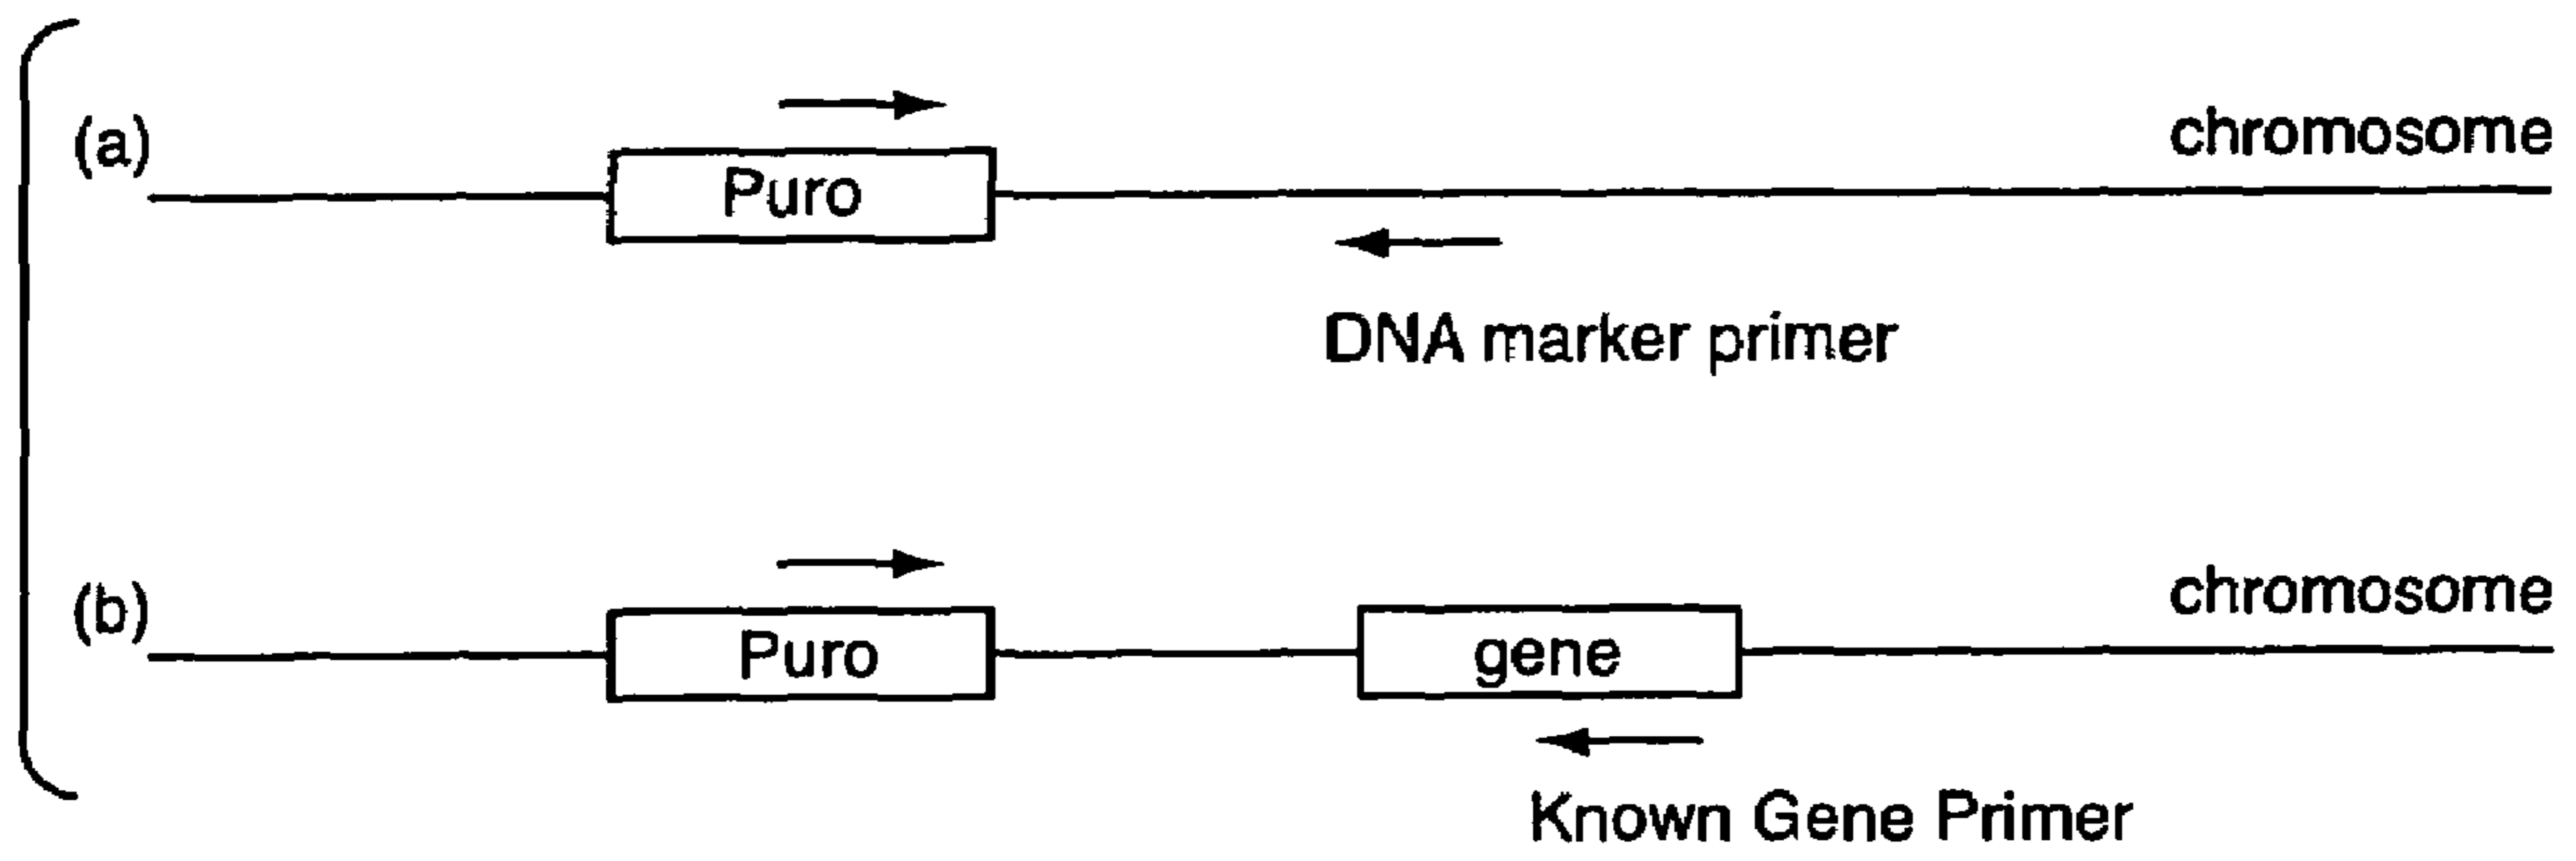 (a)
chromosome
Puro
DNA marker primer
(b)
chromosome
Puro
gene
Known Gene Primer